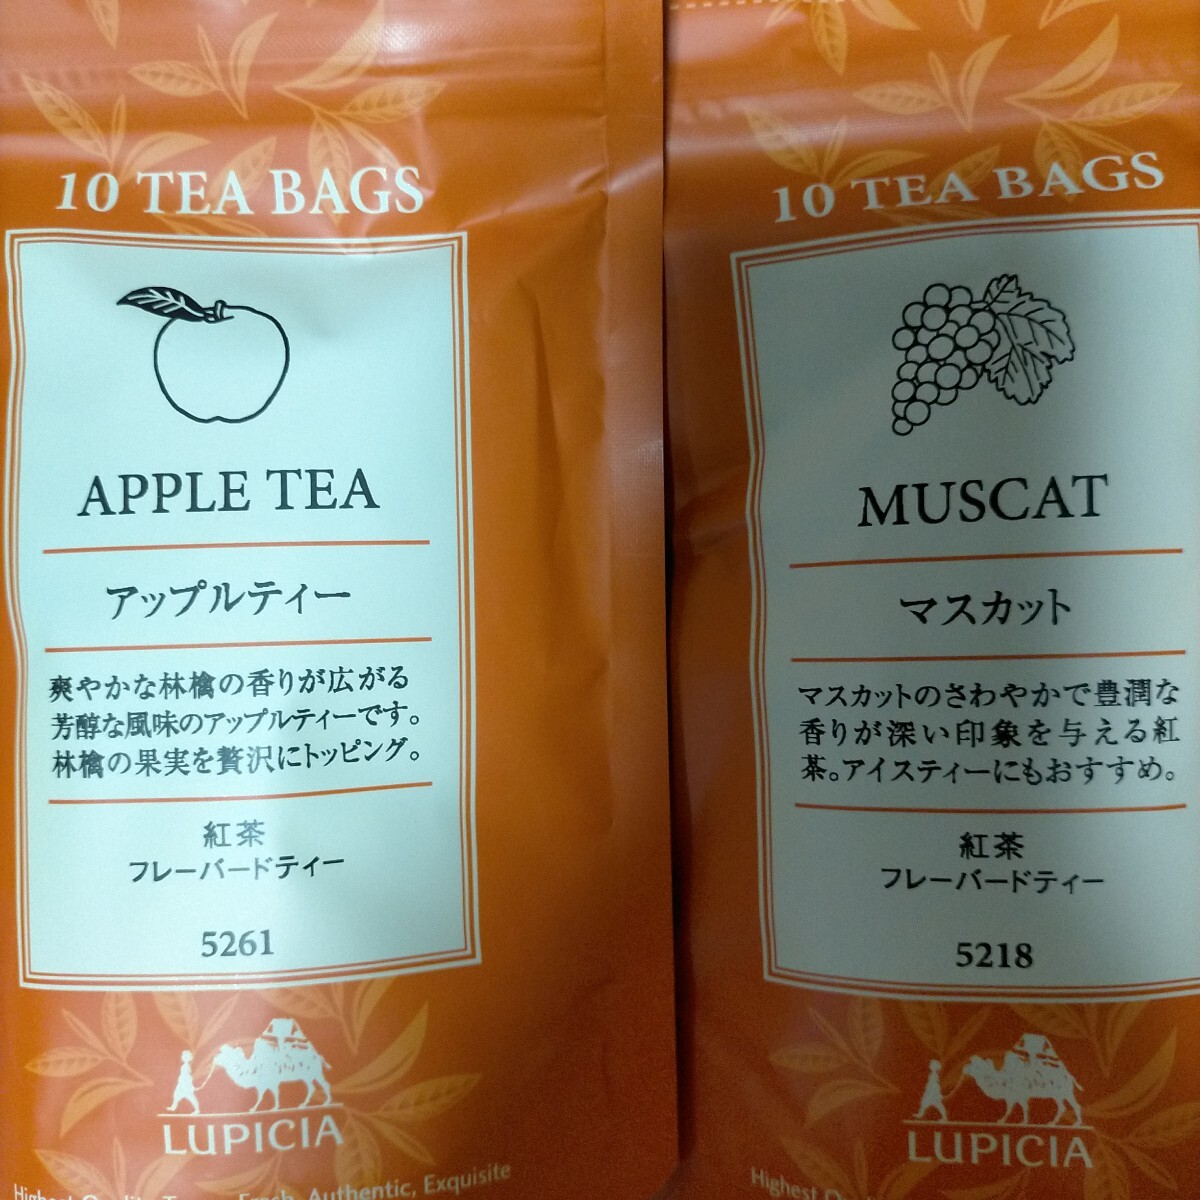 10 TEA BAGS
APPLE TEA
アップルティー
爽やかな林檎の香りが広がる
芳醇な風味のアップルティーです。
林檎の果実を贅沢にトッピング。
紅茶
フレーバードティー
5261
LUPICIA
Highest Quality Fresh, Authentic, Exquisite
10 TEA BAGS
MUSCAT
マスカット
マスカットのさわやかで豊潤な
香りが深い印象を与える紅
茶。アイスティーにもおすすめ。
紅茶
フレーバードティー
5218
LUPICIA
Highest